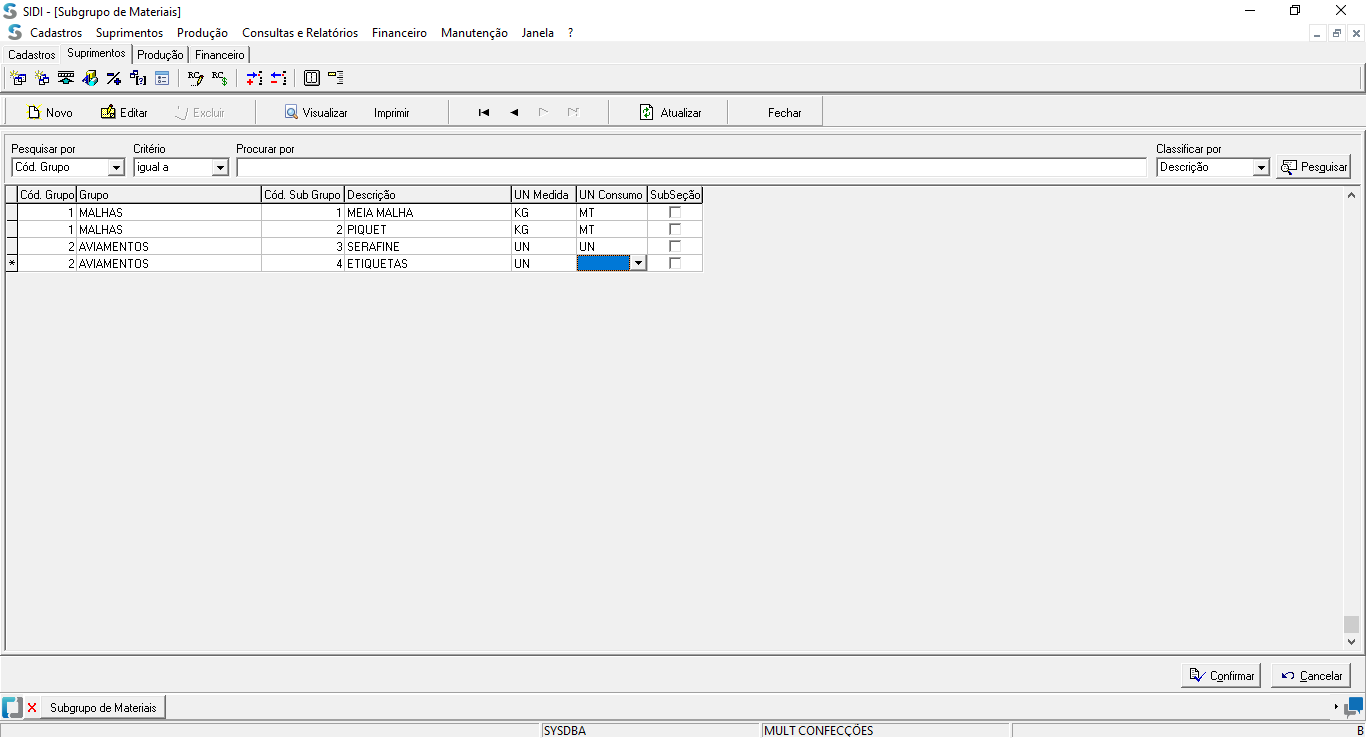 SIDI - [Subgrupo de Materiais]
Cadastros Suprimentos Produção Consultas e Relatórios Financeiro Manutenção Janela ?
Cadastros Suprimentos Produção Financeiro
Novo Editar Excluir Visualizar Imprimir Atualizar Fechar
Pesquisar por Critério Procurar por Classificar por
Cód. Grupo igual a Descrição Pesquisar
Cód. Grupo Grupo Cód. Sub Grupo Descrição UN Medida UN Consumo SubSeção
1 MALHAS 1 MEIA MALHA KG MT
1 MALHAS 2 PIQUET KG MT
2 AVIAMENTOS 3 SERAFINE UN UN
* 2 AVIAMENTOS 4 ETIQUETAS UN
Confirmar Cancelar
Subgrupo de Materiais
SYSDBA MULT CONFECÇÕES B